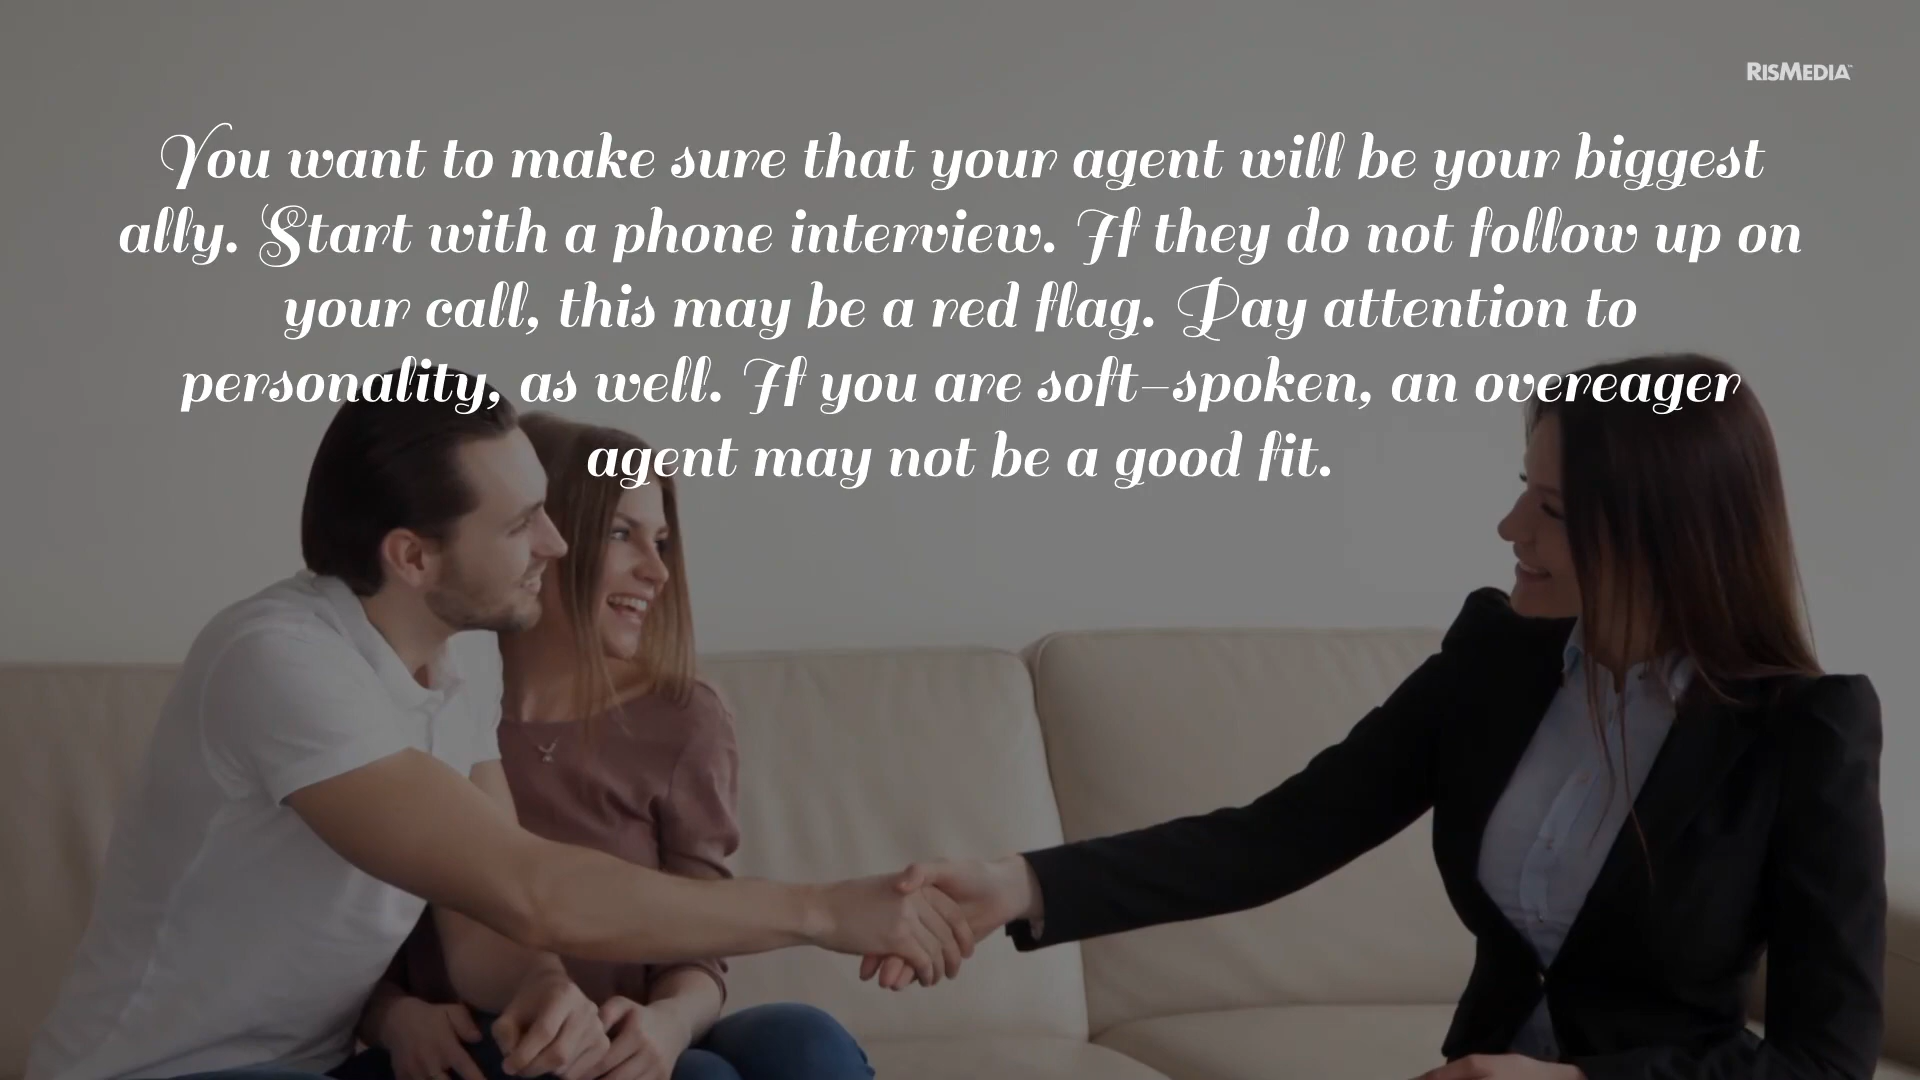 RISMEDIA™
You want to make sure that your agent will be your biggest
ally. Start with a phone interview. If they do not follow up on
your call, this may be a red flag. Pay attention to
personality, as well. If you are soft-spoken, an overeager
agent may not be a good fit.